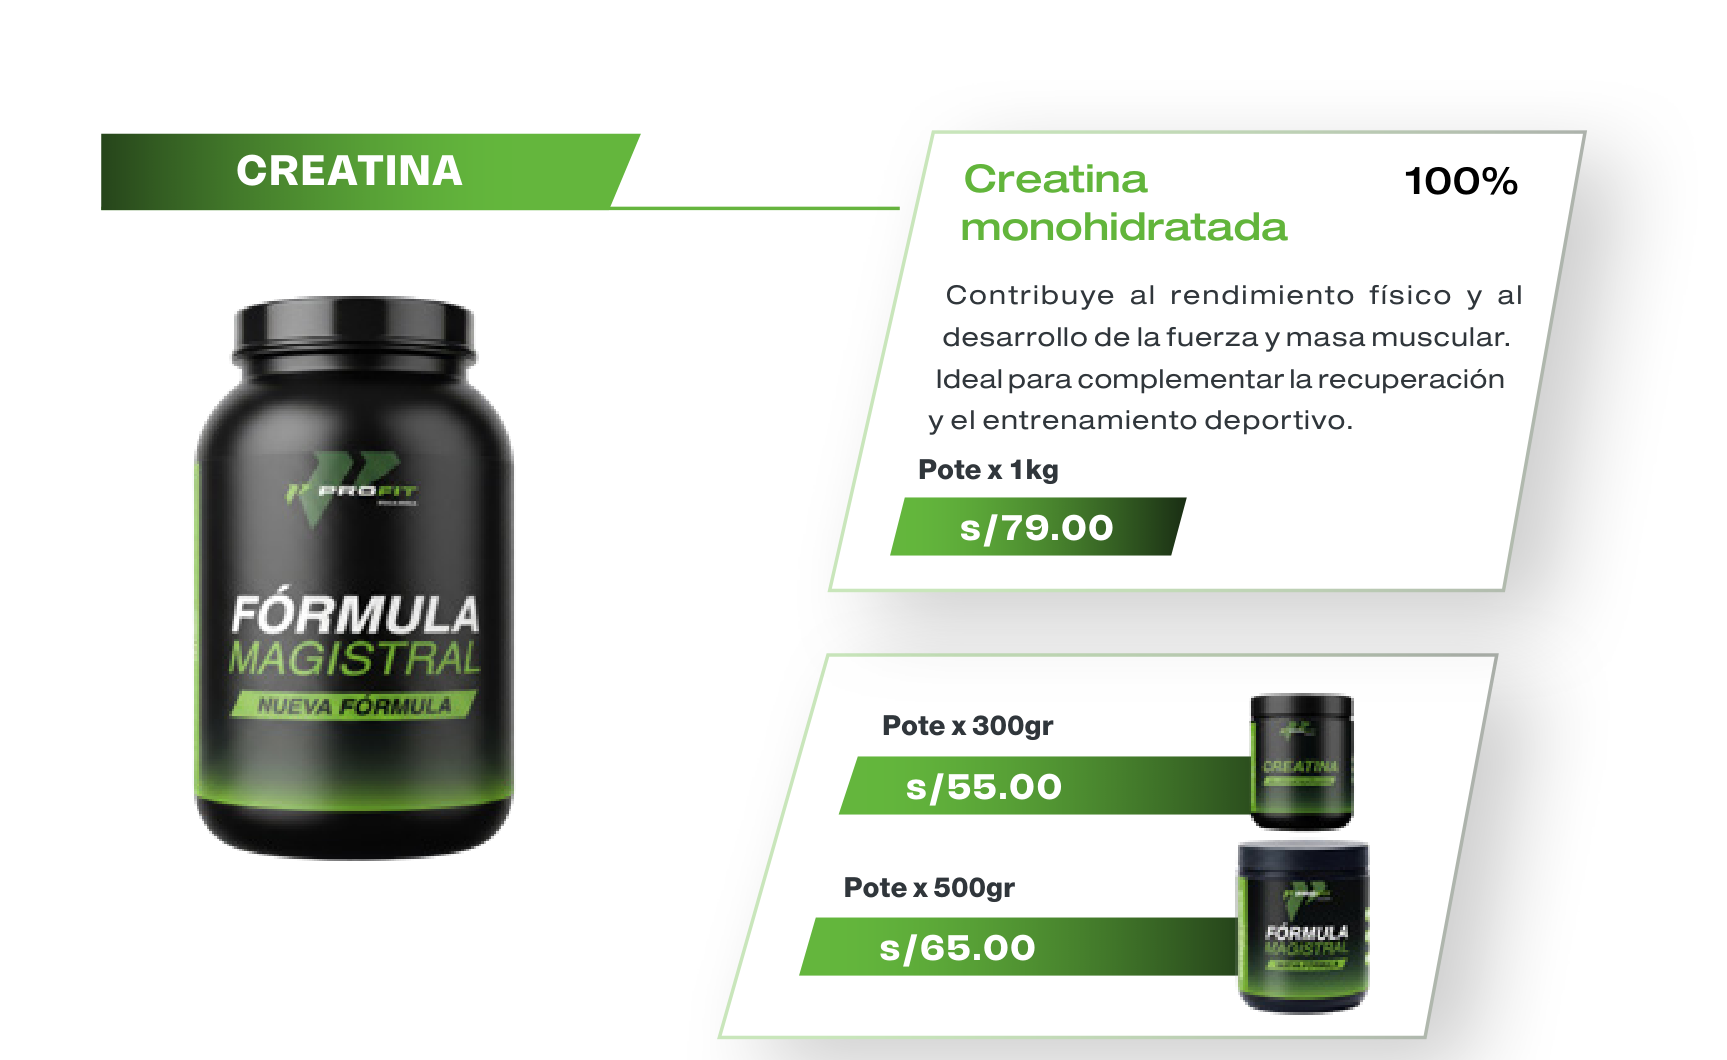 CREATINA
Creatina
monohidratada
100%
Contribuye al rendimiento físico y al
desarrollo de la fuerza y masa muscular.
Ideal para complementar la recuperación
y el entrenamiento deportivo.
Pote x 1kg
s/79.00
PROFIT
FÓRMULA
MAGISTRAL
NUEVA FÓRMULA
Pote x 300gr
s/55.00
CREATINA
Pote x 500gr
s/65.00
FÓRMULA
MAGISTRAL